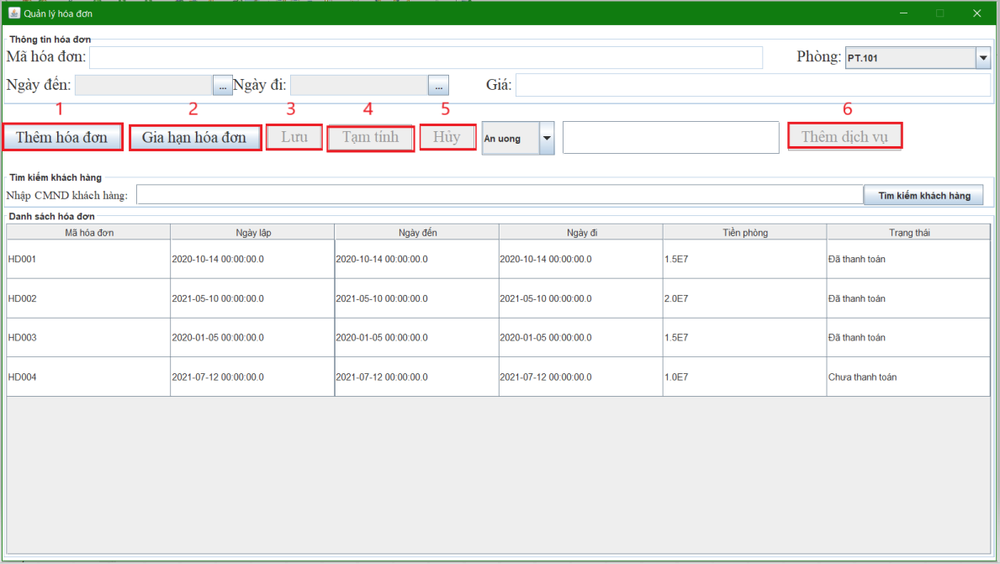 Quản lý hóa đơn
Thông tin hóa đơn
Mã hóa đơn: Phòng: PT.101
Ngày đến: ... Ngày đi: ... Giá:
1 2 3 4 5 6
Thêm hóa đơn Gia hạn hóa đơn Lưu Tạm tính Hủy An uong Thêm dịch vụ
Tìm kiếm khách hàng
Nhập CMND khách hàng: Tìm kiếm khách hàng
Danh sách hóa đơn
Mã hóa đơn Ngày lập Ngày đến Ngày đi Tiền phòng Trạng thái
HD001 2020-10-14 00:00:00.0 2020-10-14 00:00:00.0 2020-10-14 00:00:00.0 1.5E7 Đã thanh toán
HD002 2021-05-10 00:00:00.0 2021-05-10 00:00:00.0 2021-05-10 00:00:00.0 2.0E7 Đã thanh toán
HD003 2020-01-05 00:00:00.0 2020-01-05 00:00:00.0 2020-01-05 00:00:00.0 1.5E7 Đã thanh toán
HD004 2021-07-12 00:00:00.0 2021-07-12 00:00:00.0 2021-07-12 00:00:00.0 1.0E7 Chưa thanh toán